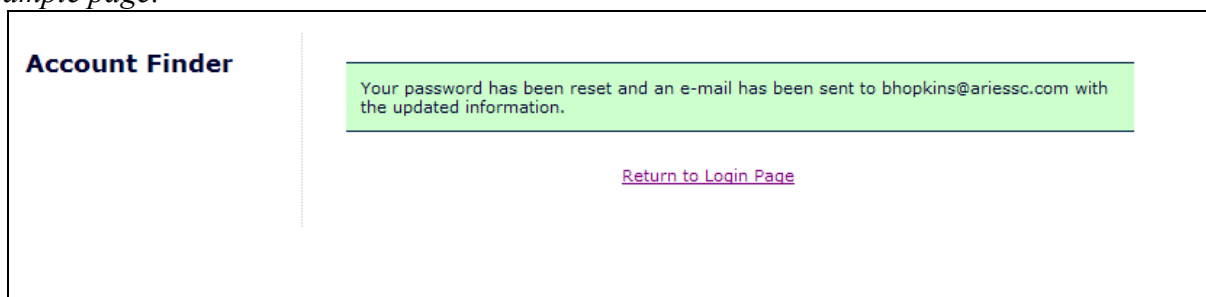 page.
Account Finder
Your password has been reset and an e-mail has been sent to bhopkins@ariessc.com with
the updated information.
Return to Login Page